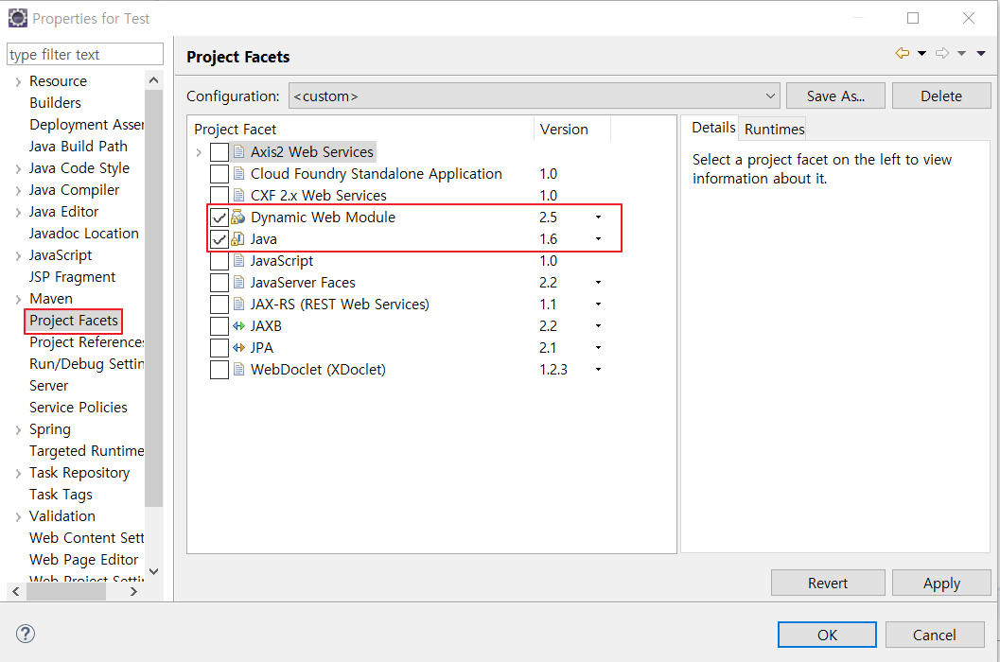 Properties for Test
type filter text
Resource
Builders
Deployment Asser
Java Build Path
Java Code Style
Java Compiler
Java Editor
Javadoc Location
JavaScript
JSP Fragment
Maven
Project Facets
Project References
Run/Debug Settin
Server
Service Policies
Spring
Targeted Runtime
Task Repository
Task Tags
Validation
Web Content Sett
Web Page Editor
Web Project Settin
Project Facets
Configuration: <custom> Save As... Delete
Project Facet Version
Axis2 Web Services
Cloud Foundry Standalone Application 1.0
CXF 2.x Web Services 1.0
Dynamic Web Module 2.5
Java 1.6
JavaScript 1.0
JavaServer Faces 2.2
JAX-RS (REST Web Services) 1.1
JAXB 2.2
JPA 2.1
WebDoclet (XDoclet) 1.2.3
Details Runtimes
Select a project facet on the left to view
information about it.
Revert Apply
? OK Cancel